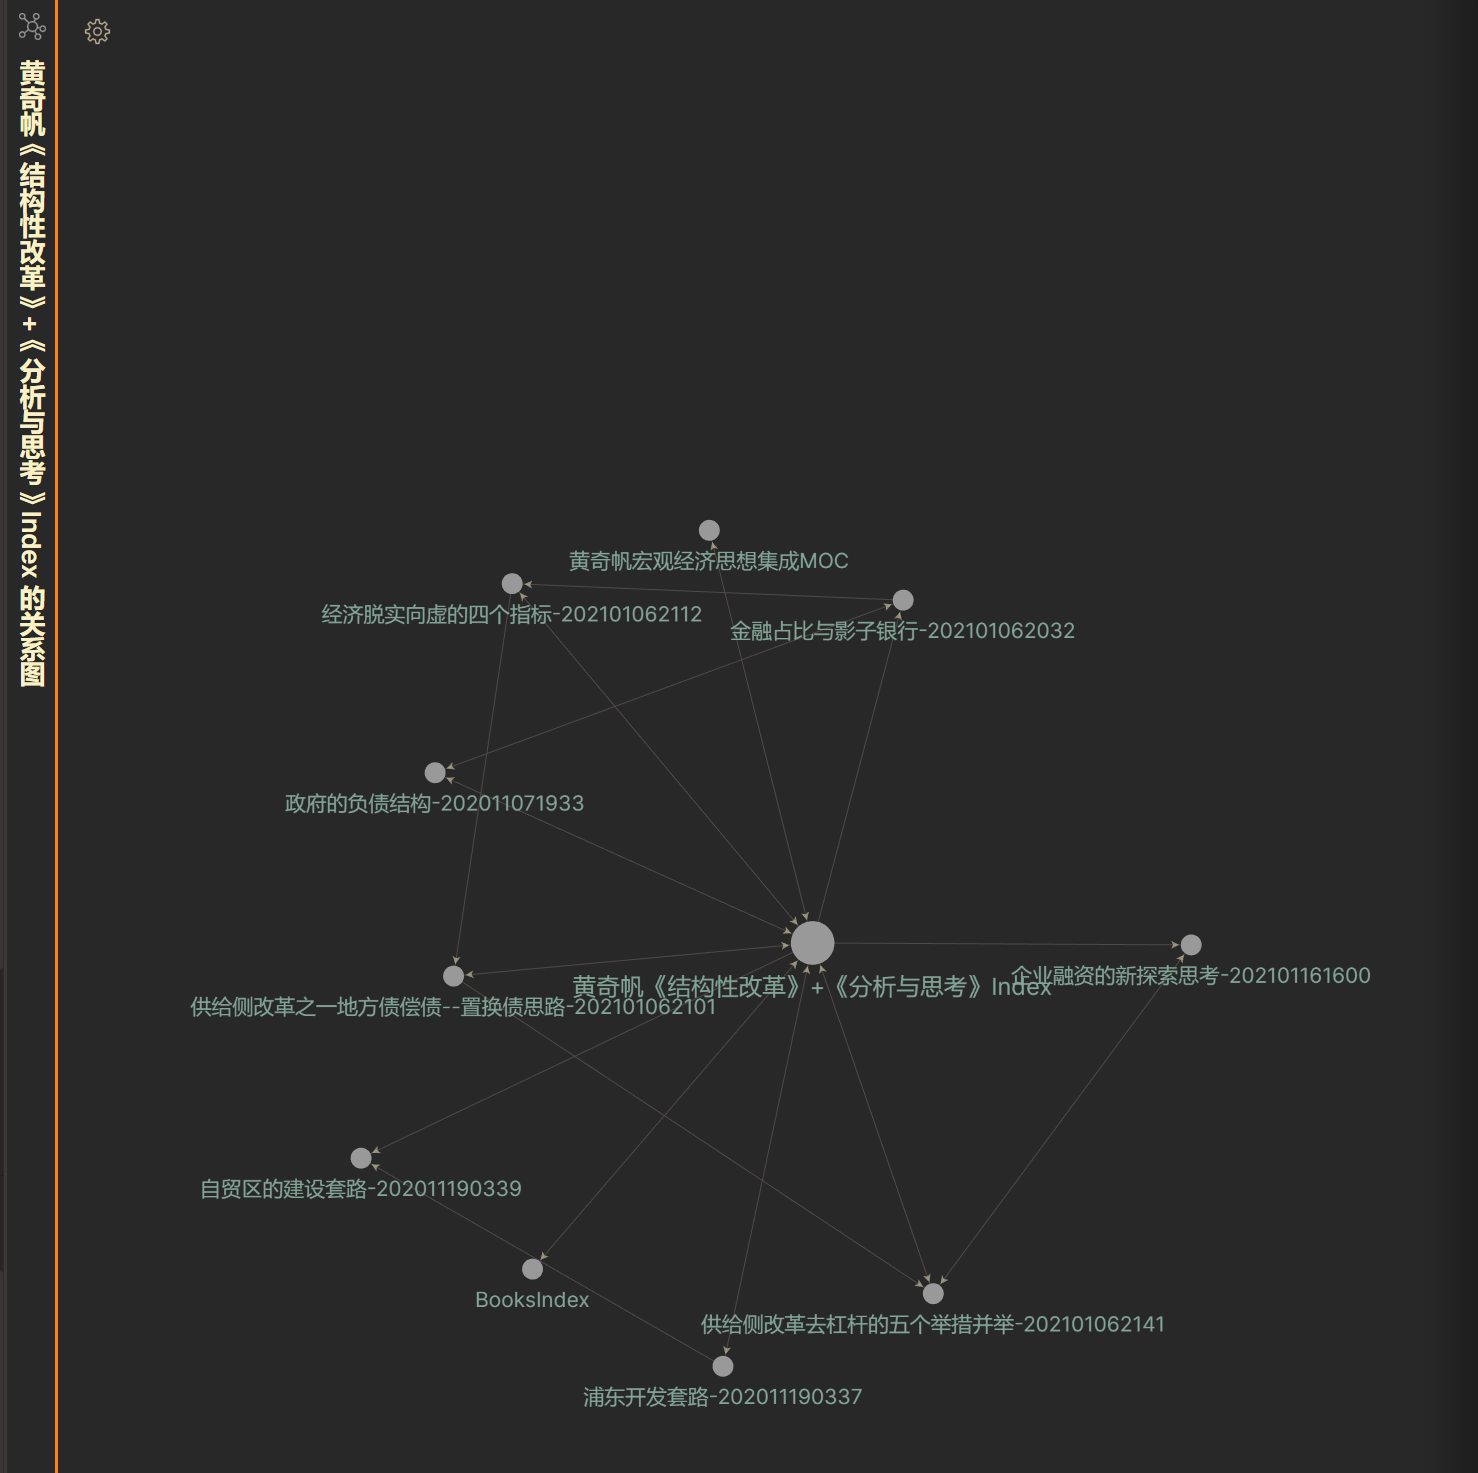 黄奇帆《结构性改革》+《分析与思考》Index 的关系图
黄奇帆宏观经济思想集成MOC
经济脱实向虚的四个指标-202101062112
金融占比与影子银行-202101062032
政府的负债结构-202011071933
企业融资的新探索思考-202101161600
黄奇帆《结构性改革》+《分析与思考》Index
供给侧改革之一地方债偿债--置换债思路-202101062101
自贸区的建设套路-202011190339
BooksIndex
供给侧改革去杠杆的五个举措并举-202101062141
浦东开发套路-202011190337